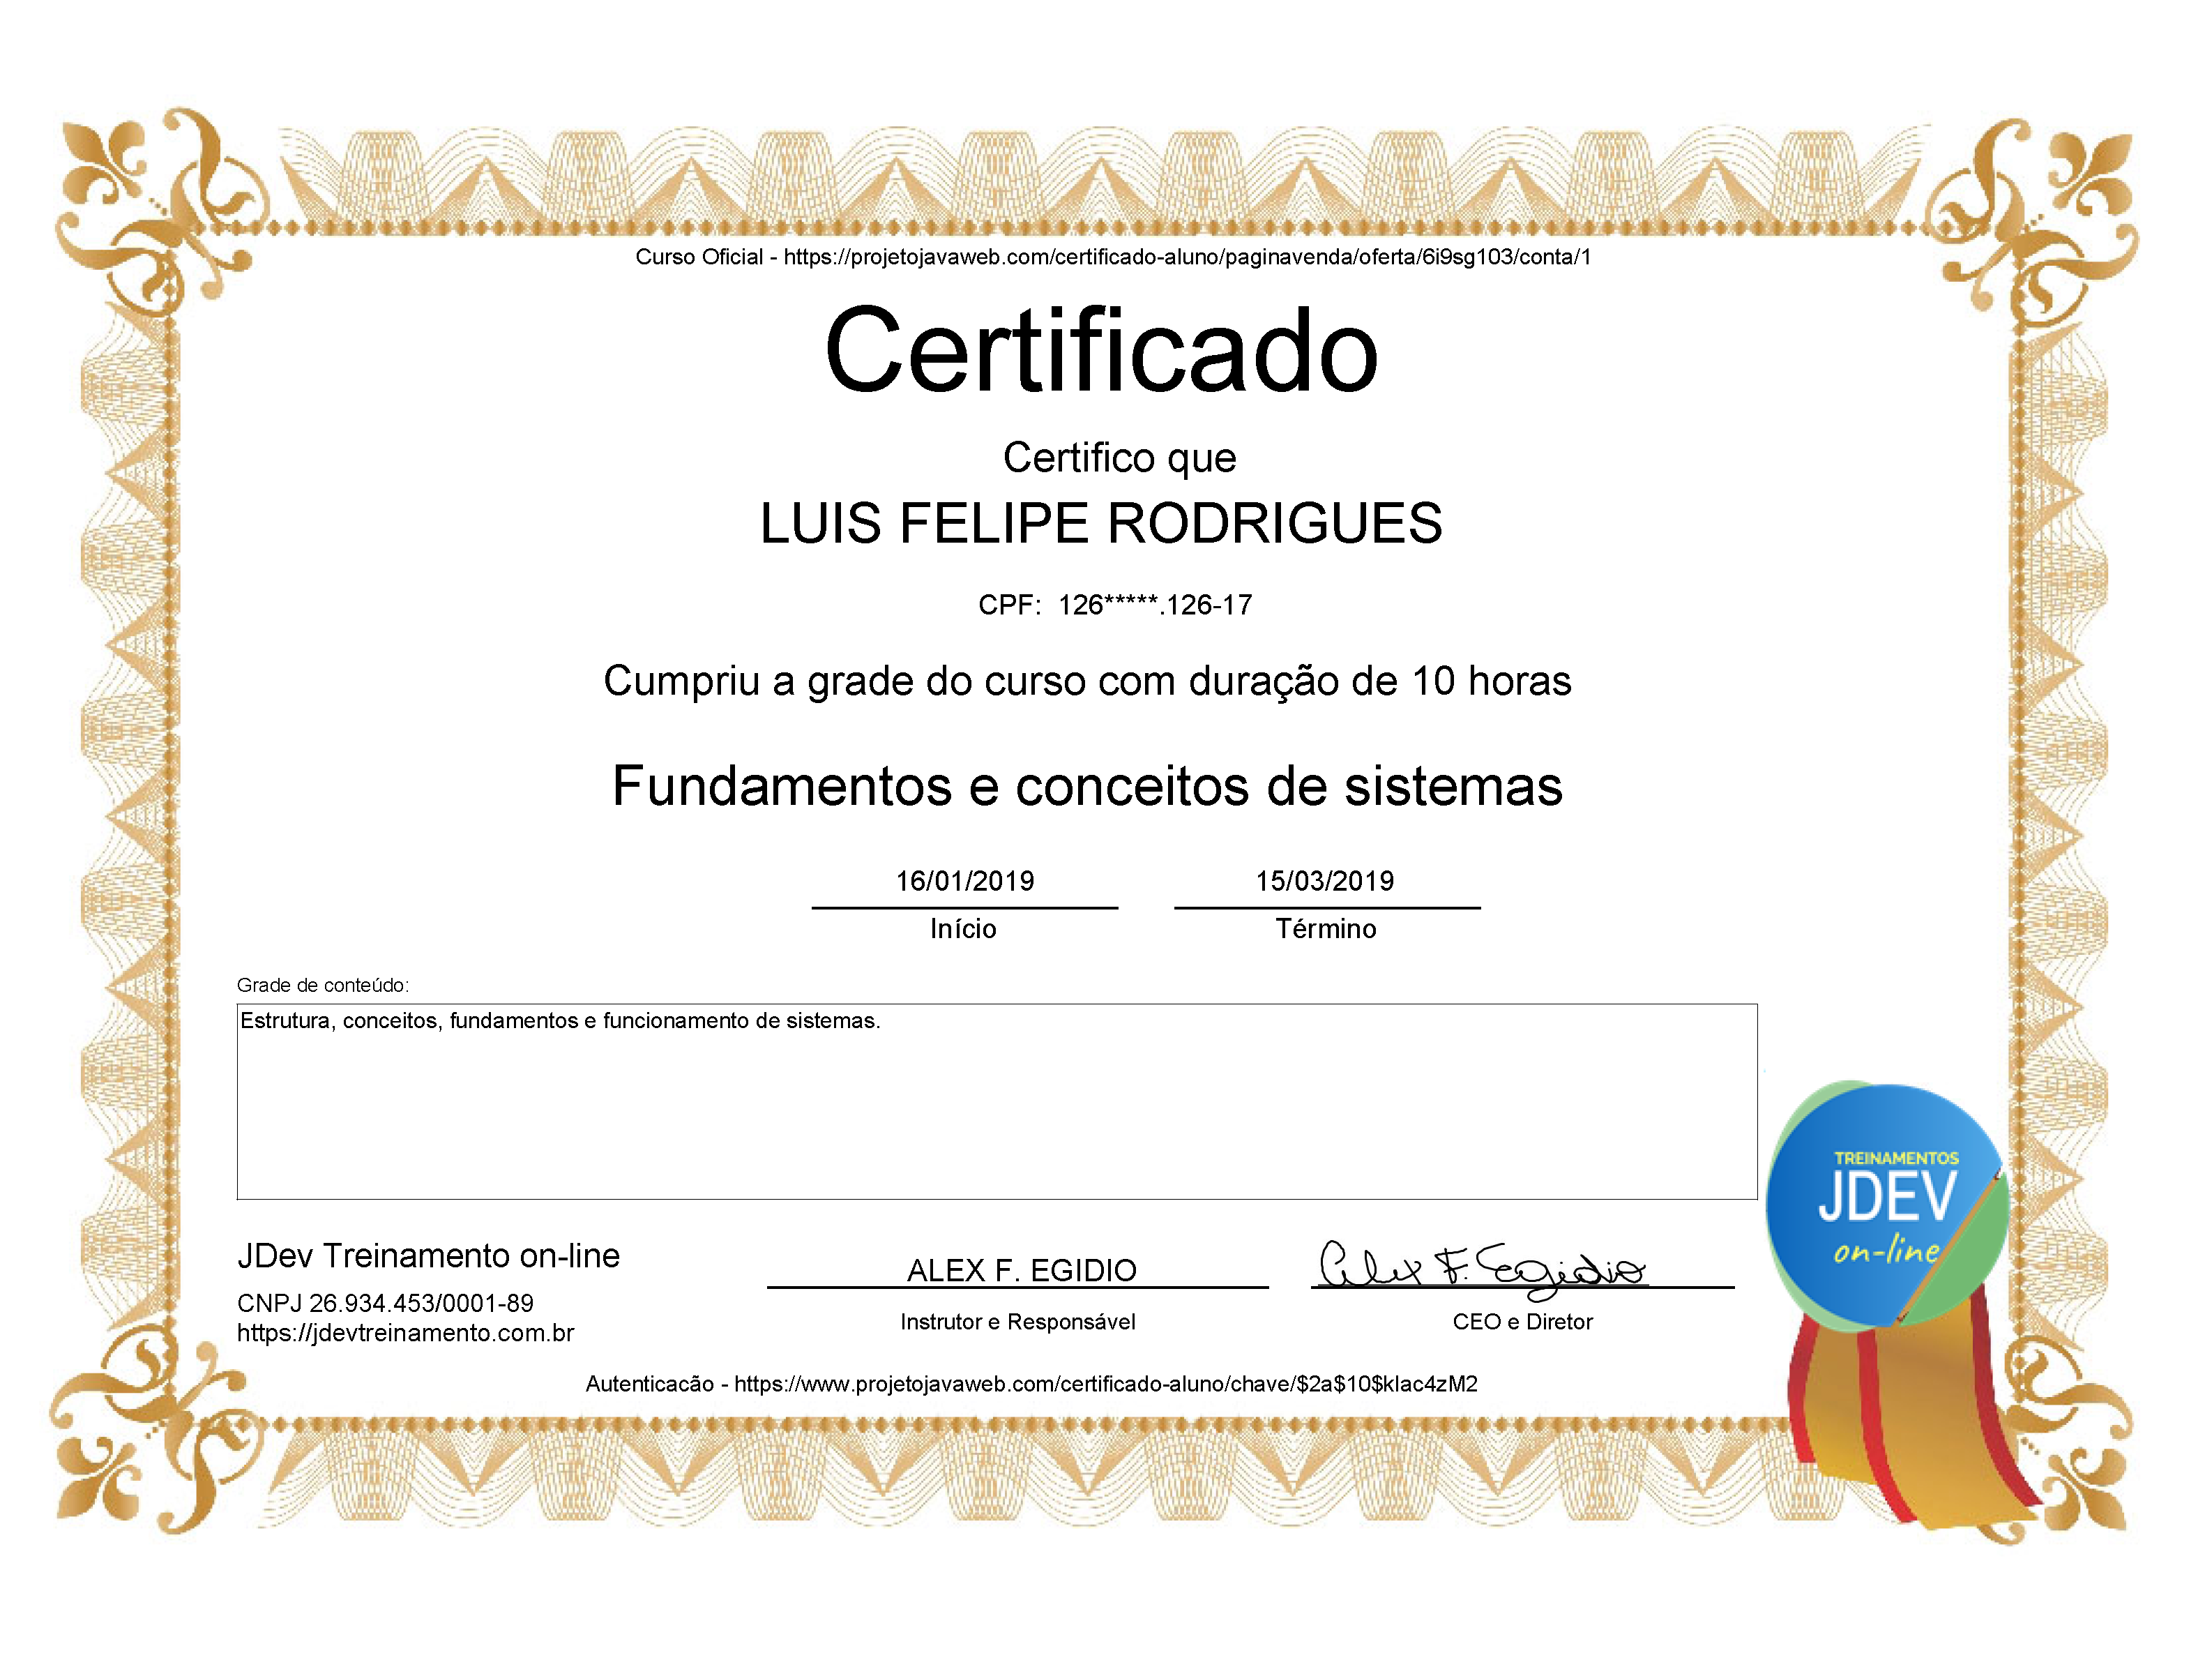 Curso Oficial - https://projetojavaweb.com/certificado-aluno/paginavenda/oferta/6i9sg103/conta/1
Certificado
Certifico que
LUIS FELIPE RODRIGUES
CPF: 126*****.126-17
Cumpriu a grade do curso com duração de 10 horas
Fundamentos e conceitos de sistemas
16/01/2019 15/03/2019
Início Término
Grade de conteúdo:
Estrutura, conceitos, fundamentos e funcionamento de sistemas.
TREINAMENTOS
JDEV
on-line
JDev Treinamento on-line
ALEX F. EGIDIO Alex F. Egidio
CNPJ 26.934.453/0001-89
Instrutor e Responsável CEO e Diretor
https://jdevtreinamento.com.br
Autenticacão - https://www.projetojavaweb.com/certificado-aluno/chave/$2a$10$klac4zM2